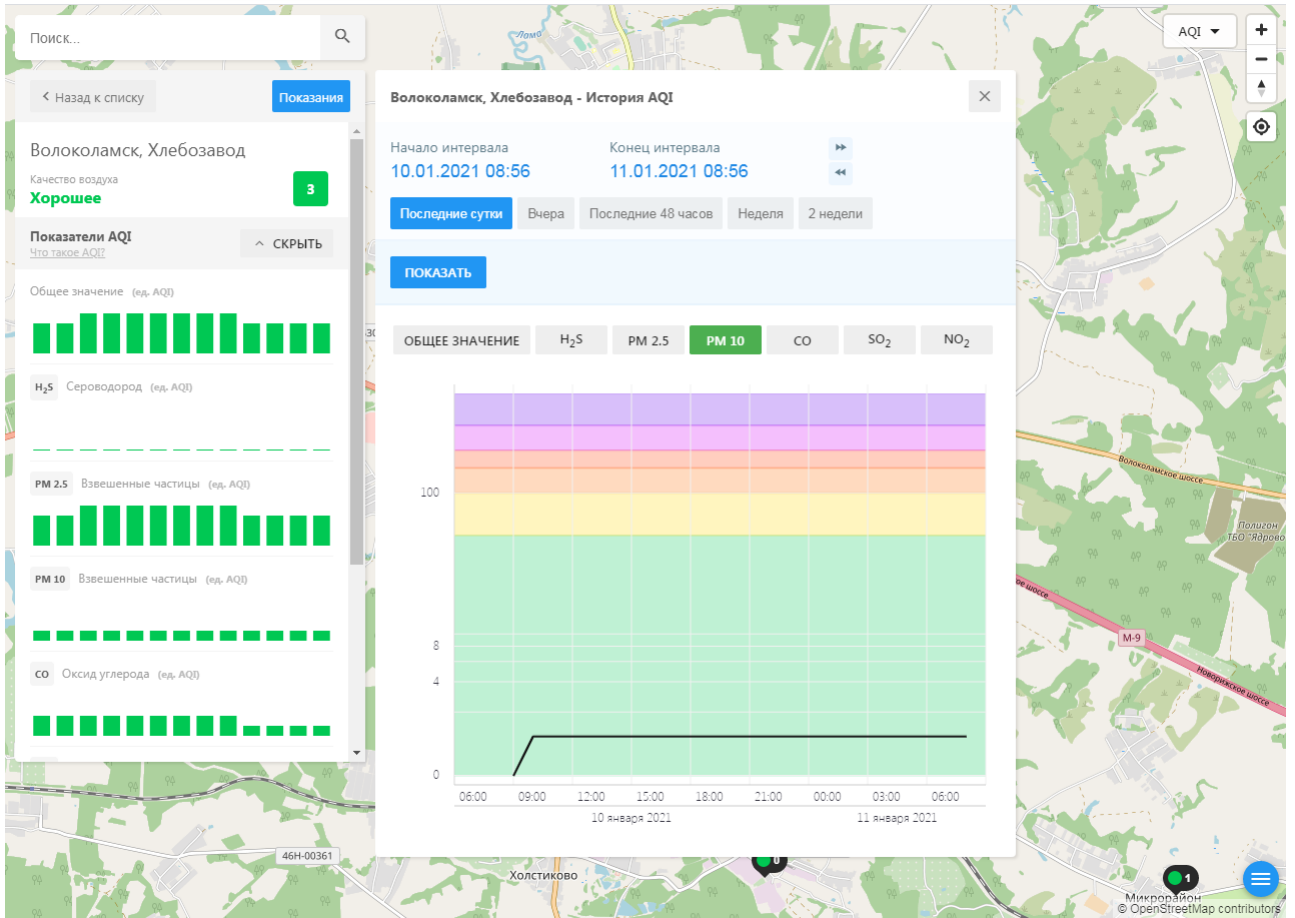 Поиск...
AQI
Лома
Назад к списку
Показания
Волоколамск, Хлебозавод
Качество воздуха
Хорошее
3
Показатели AQI
Что такое AQI?
СКРЫТЬ
Общее значение (ед. AQI)
H₂S Сероводород (ед. AQI)
PM 2.5 Взвешенные частицы (ед. AQI)
PM 10 Взвешенные частицы (ед. AQI)
CO Оксид углерода (ед. AQI)
Волоколамск, Хлебозавод - История AQI
Начало интервала
Конец интервала
10.01.2021 08:56
11.01.2021 08:56
Последние сутки
Вчера
Последние 48 часов
Неделя
2 недели
ПОКАЗАТЬ
ОБЩЕЕ ЗНАЧЕНИЕ
H₂S
PM 2.5
PM 10
CO
SO₂
NO₂
100
8
4
0
06:00 09:00 12:00 15:00 18:00 21:00 00:00 03:00 06:00
10 января 2021
11 января 2021
Волоколамское шоссе
Полигон
ТБО "Ядрово
ое шоссе
М-9
Новорижское шоссе
46Н-00361
Холстиково
0
1
Микрорайон
© OpenStreetMap contributors